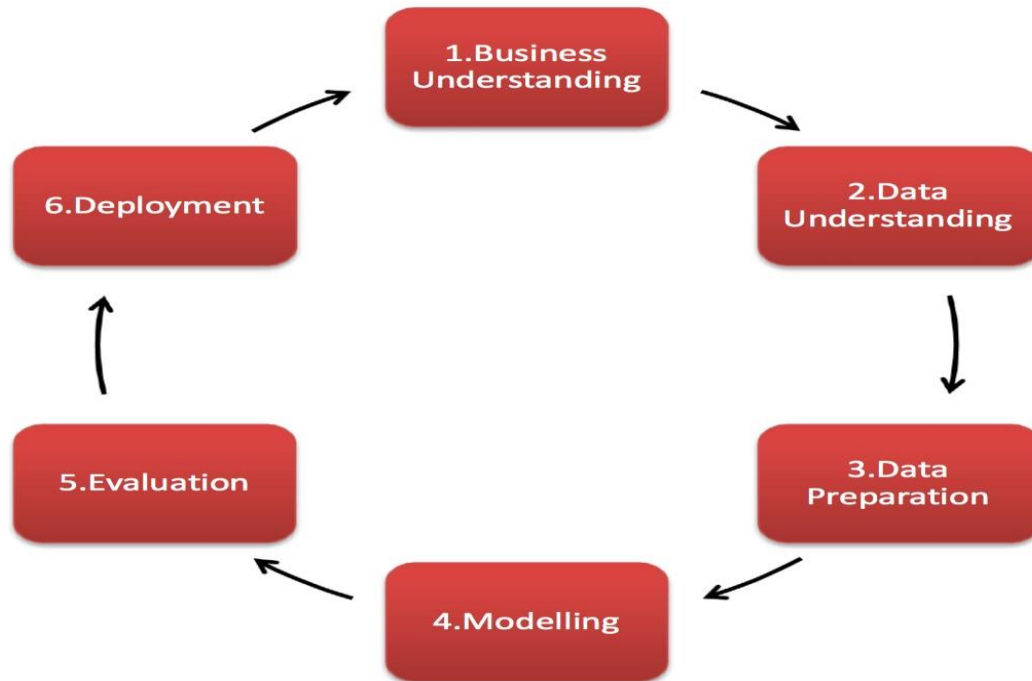 1.Business
Understanding
2.Data
Understanding
3.Data
Preparation
4.Modelling
5.Evaluation
6.Deployment